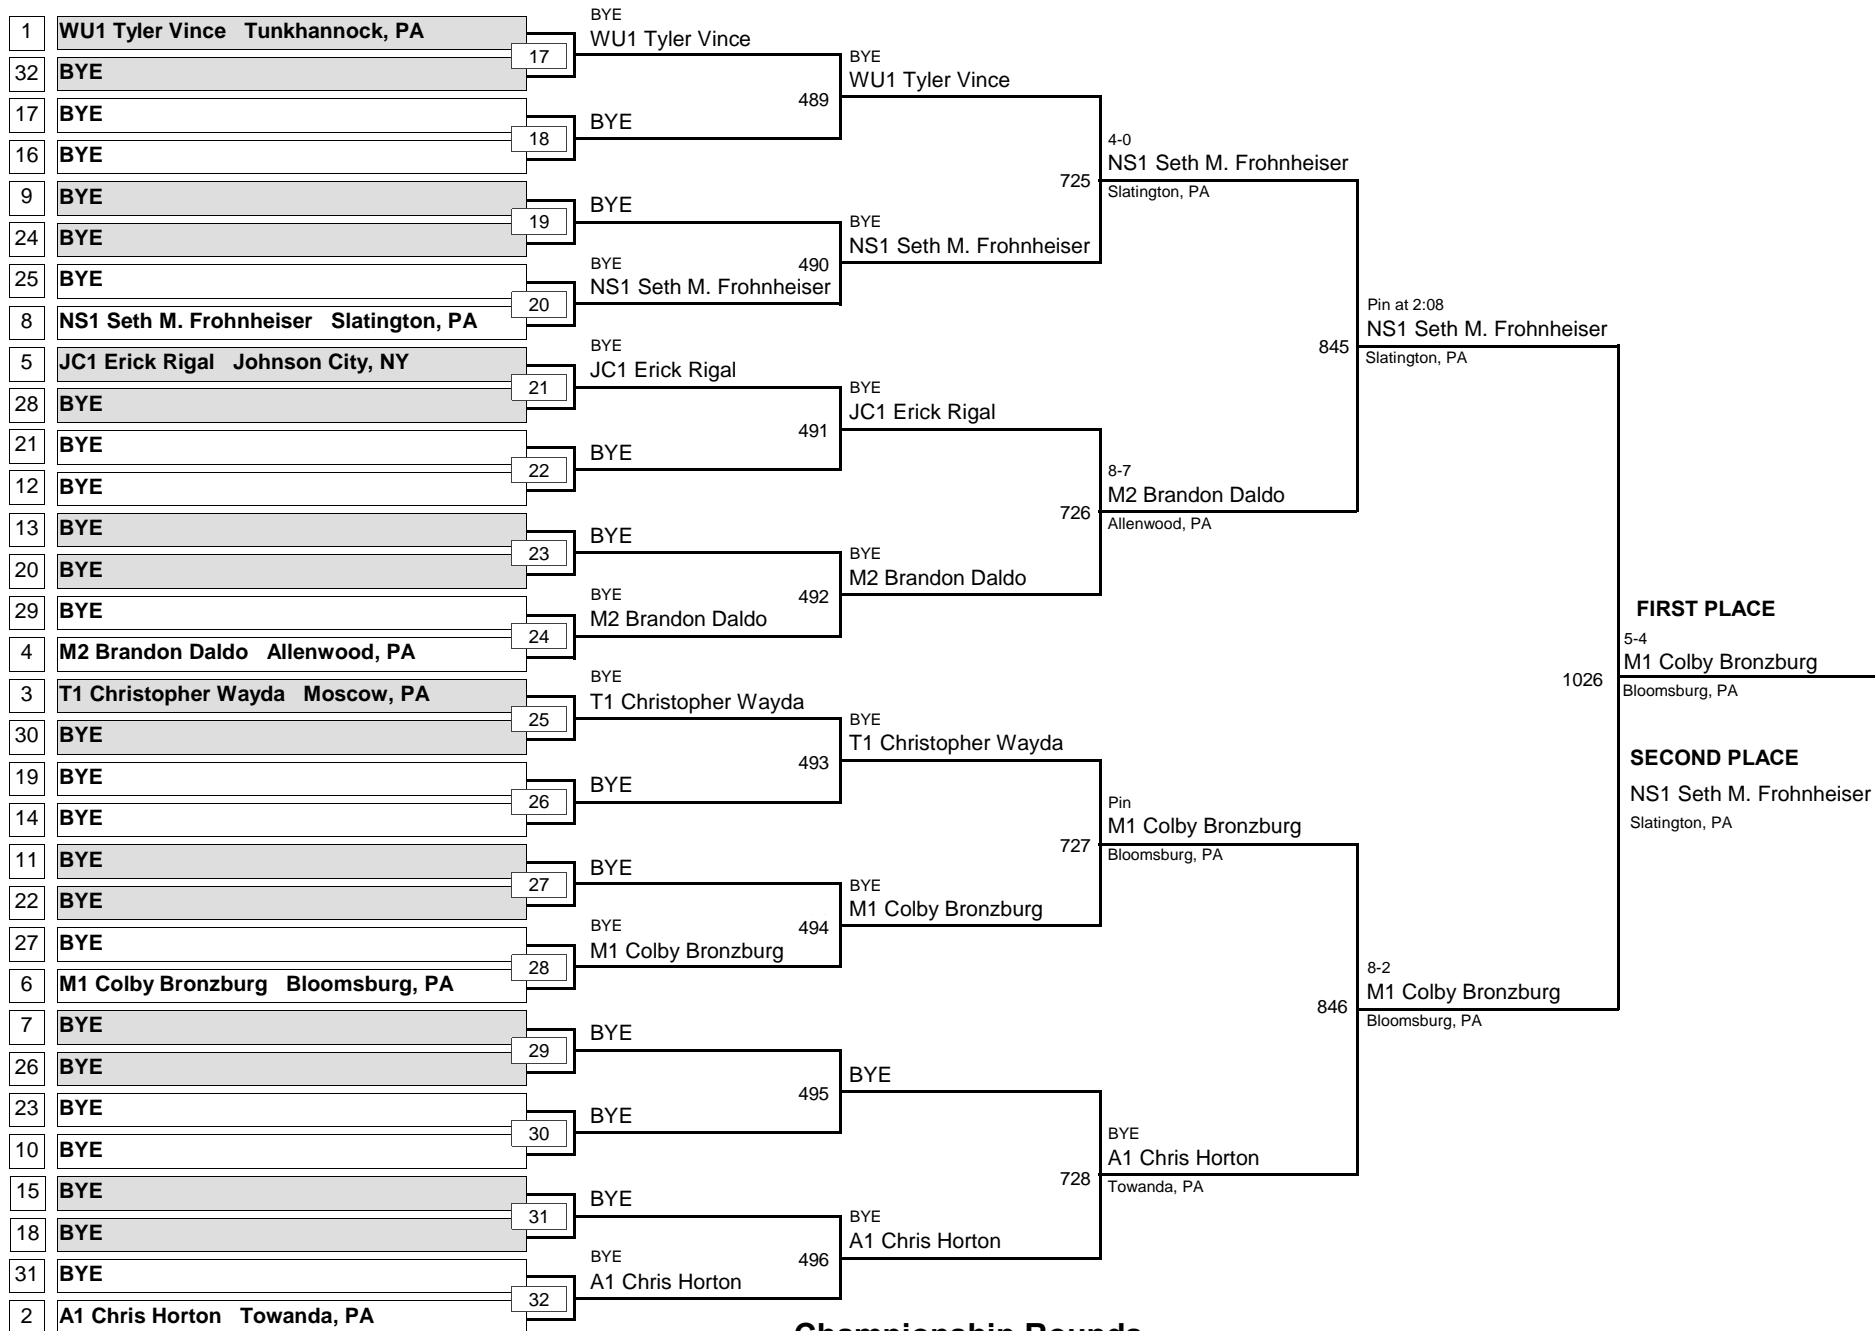 1 WU1 Tyler Vince Tunkhannock, PA
32 BYE
17 BYE
16 BYE
9 BYE
24 BYE
25 BYE
8 NS1 Seth M. Frohnheiser Slatington, PA
5 JC1 Erick Rigal Johnson City, NY
28 BYE
21 BYE
12 BYE
13 BYE
20 BYE
29 BYE
4 M2 Brandon Daldo Allenwood, PA
3 T1 Christopher Wayda Moscow, PA
30 BYE
19 BYE
14 BYE
11 BYE
22 BYE
27 BYE
6 M1 Colby Bronzburg Bloomsburg, PA
7 BYE
26 BYE
23 BYE
10 BYE
15 BYE
18 BYE
31 BYE
2 A1 Chris Horton Towanda, PA
17
18
19
20
21
22
23
24
25
26
27
28
29
30
31
32
BYE
WU1 Tyler Vince
BYE
BYE
BYE
NS1 Seth M. Frohnheiser
BYE
JC1 Erick Rigal
BYE
BYE
BYE
M2 Brandon Daldo
BYE
T1 Christopher Wayda
BYE
BYE
BYE
M1 Colby Bronzburg
BYE
BYE
BYE
BYE
A1 Chris Horton
489
490
491
492
493
494
495
496
BYE
WU1 Tyler Vince
BYE
NS1 Seth M. Frohnheiser
BYE
JC1 Erick Rigal
BYE
M2 Brandon Daldo
BYE
T1 Christopher Wayda
BYE
M1 Colby Bronzburg
BYE
BYE
A1 Chris Horton
725
726
727
728
4-0
NS1 Seth M. Frohnheiser
Slatington, PA
8-7
M2 Brandon Daldo
Allenwood, PA
Pin
M1 Colby Bronzburg
Bloomsburg, PA
BYE
A1 Chris Horton
Towanda, PA
845
846
Pin at 2:08
NS1 Seth M. Frohnheiser
Slatington, PA
8-2
M1 Colby Bronzburg
Bloomsburg, PA
1026
FIRST PLACE
5-4
M1 Colby Bronzburg
Bloomsburg, PA
SECOND PLACE
NS1 Seth M. Frohnheiser
Slatington, PA
Championship Rounds